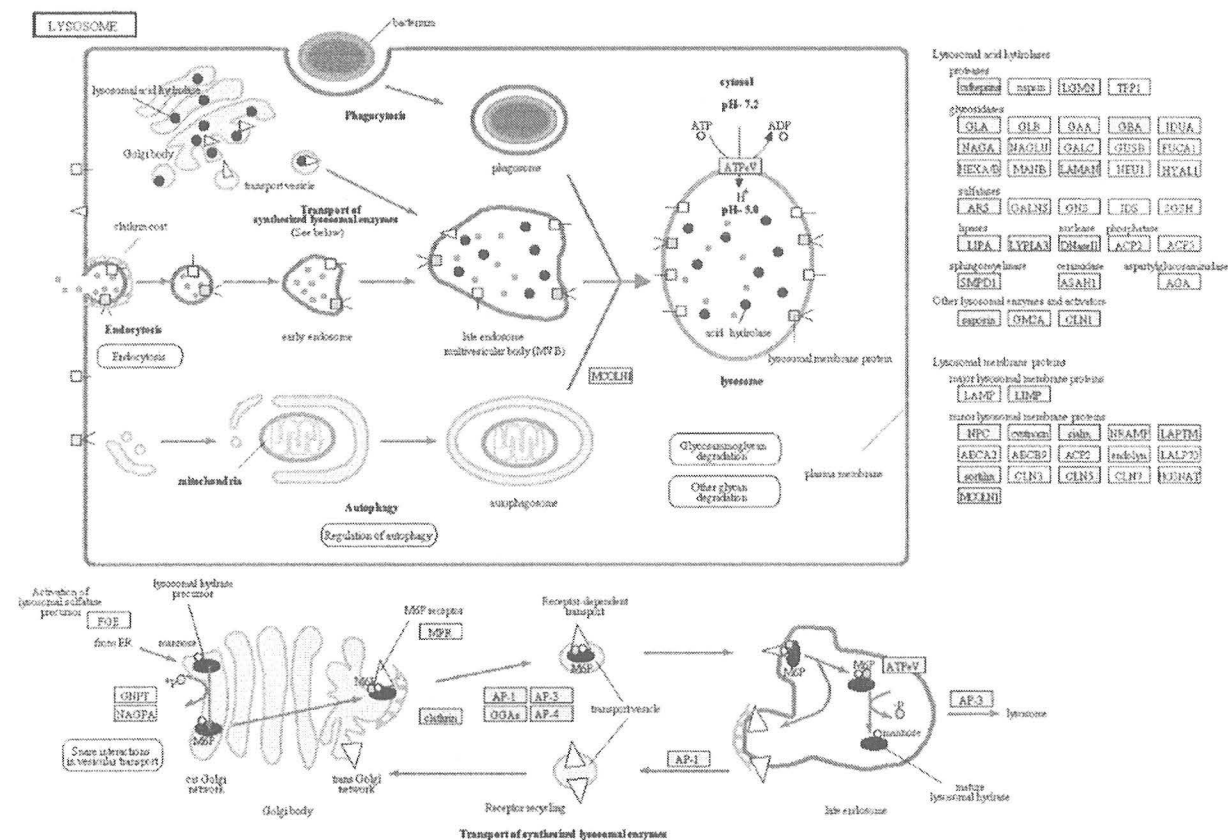 LYSOSOME
bacterium
lysosomal acid hydrolase
Phagocytosis
Golgi body
transport vesicle
phagosome
Transport of
synthesized lysosomal enzymes
(See below)
cytosol
pH~ 7.2
ATP
ADP
ATPeV
H+
pH~ 5.0
clathrin coat
Endocytosis
Endocytosis
early endosome
late endosome
multivesicular body (MVB)
acid hydrolase
lysosomal membrane protein
lysosome
MCOLN1
mitochondria
Autophagy
Regulation of autophagy
autophagosome
Glycosaminoglycan
degradation
Other glycan
degradation
plasma membrane
Lysosomal acid hydrolases
proteases
cathepsins napsin LGMN TPP1
glycosidases
GLA GLB GAA GBA IDUA
NAGA NAGLU GALC GUSB FUCA1
HEXA/B MANB LAMAN NEU1 HYAL1
sulfatases
ARS GALNS GNS IDS SGSH
lipases nuclease phosphatase
LIPA LYPLA3 DNaseII ACP2 ACP5
sphingomyelinase ceramidase aspartylglucosaminidase
SMPD1 ASAH1 AGA
Other lysosomal enzymes and activators
saposin GM2A CLN1
Lysosomal membrane proteins
major lysosomal membrane proteins
LAMP LIMP
minor lysosomal membrane proteins
NPC cystinosin sialin NRAMP LAPTM
ABCA2 ABCB9 ACP2 endolyn
sortilin CLN3 CLN5 CLN7 HGSNAT
MCOLN1
Activation of
lysosomal sulfatase
precursor
FGE
from ER
mannose
lysosomal hydrase
precursor
+P
GNPT
NAGPA
M6P
Snare interactions
in vesicular transport
cis Golgi
network
Golgi body
trans Golgi
network
M6P receptor
MPR
M6P
clathrin
AP-1 AP-3
GGAs AP-4
Receptor-dependent
transport
M6P
transport vesicle
Receptor recycling
AP-1
M6P
M6P
ATPeV
-P
mannose
mature
lysosomal hydrase
late endosome
AP-3
lysosome
Transport of synthesized lysosomal enzymes